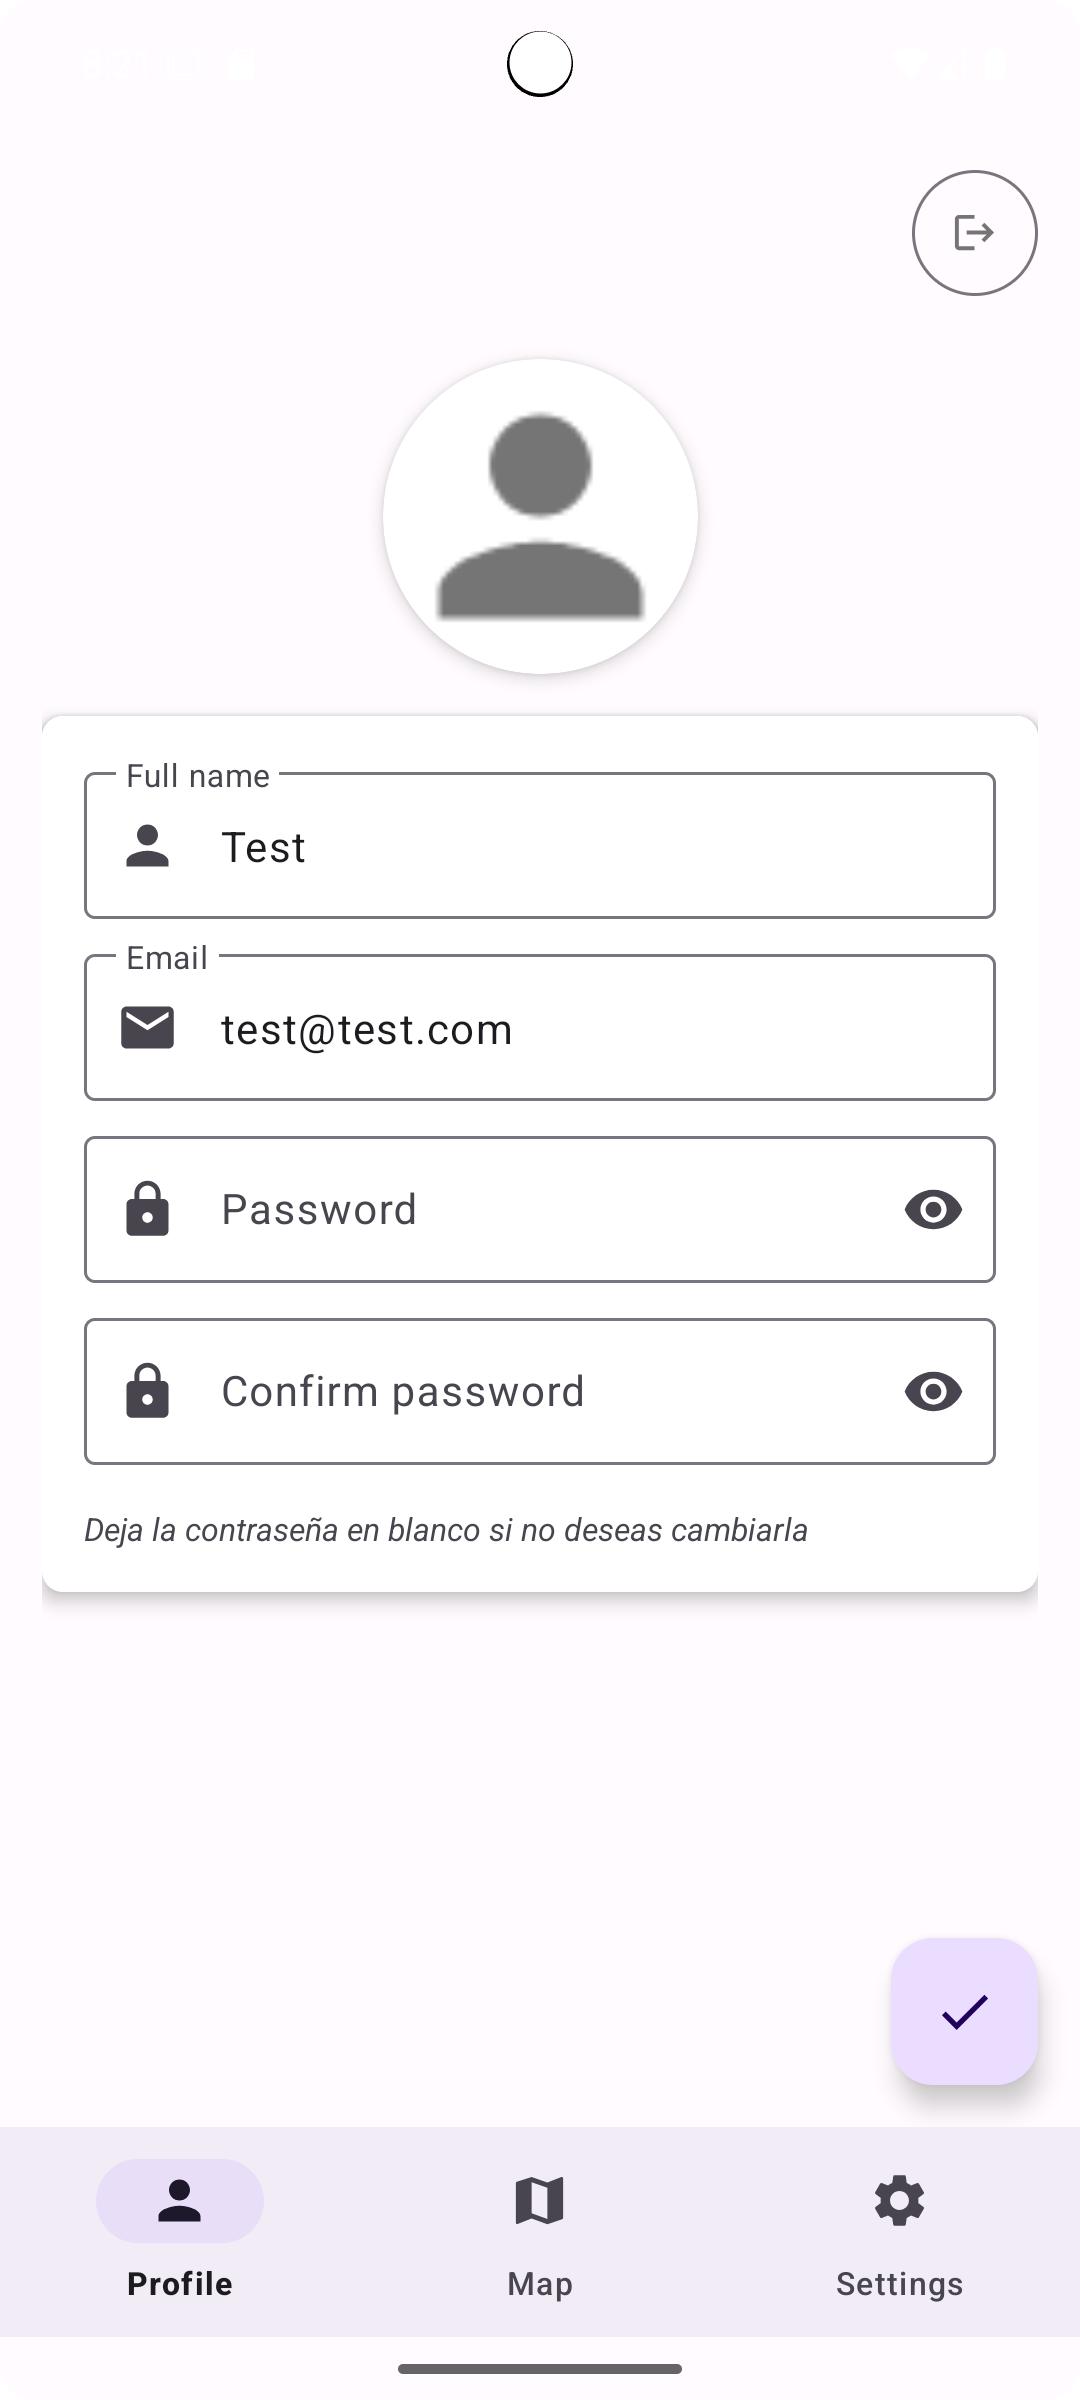 Full name
Test
Email
test@test.com
Password
Confirm password
Deja la contraseña en blanco si no deseas cambiarla
Profile
Map
Settings